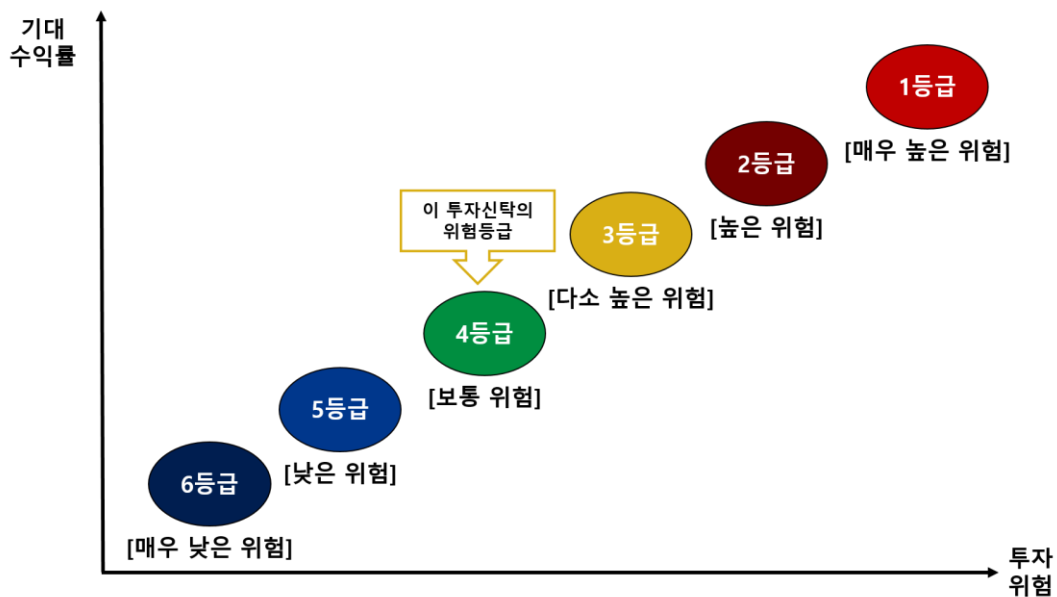 기대
수익률
1등급
[매우 높은 위험]
2등급
[높은 위험]
이 투자신탁의
위험등급
3등급
[다소 높은 위험]
4등급
[보통 위험]
5등급
[낮은 위험]
6등급
[매우 낮은 위험]
투자
위험